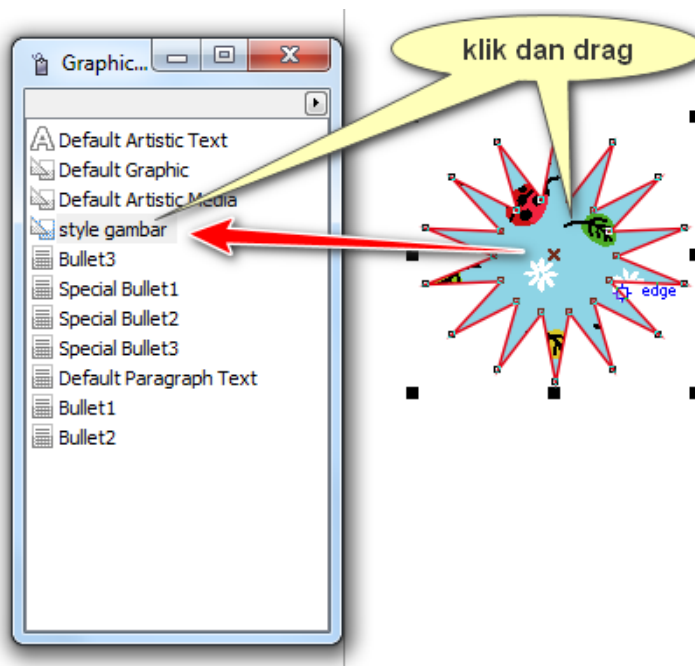 Graphic...
klik dan drag
Default Artistic Text
Default Graphic
Default Artistic Media
style gambar
Bullet3
Special Bullet1
Special Bullet2
Special Bullet3
Default Paragraph Text
Bullet1
Bullet2
edge